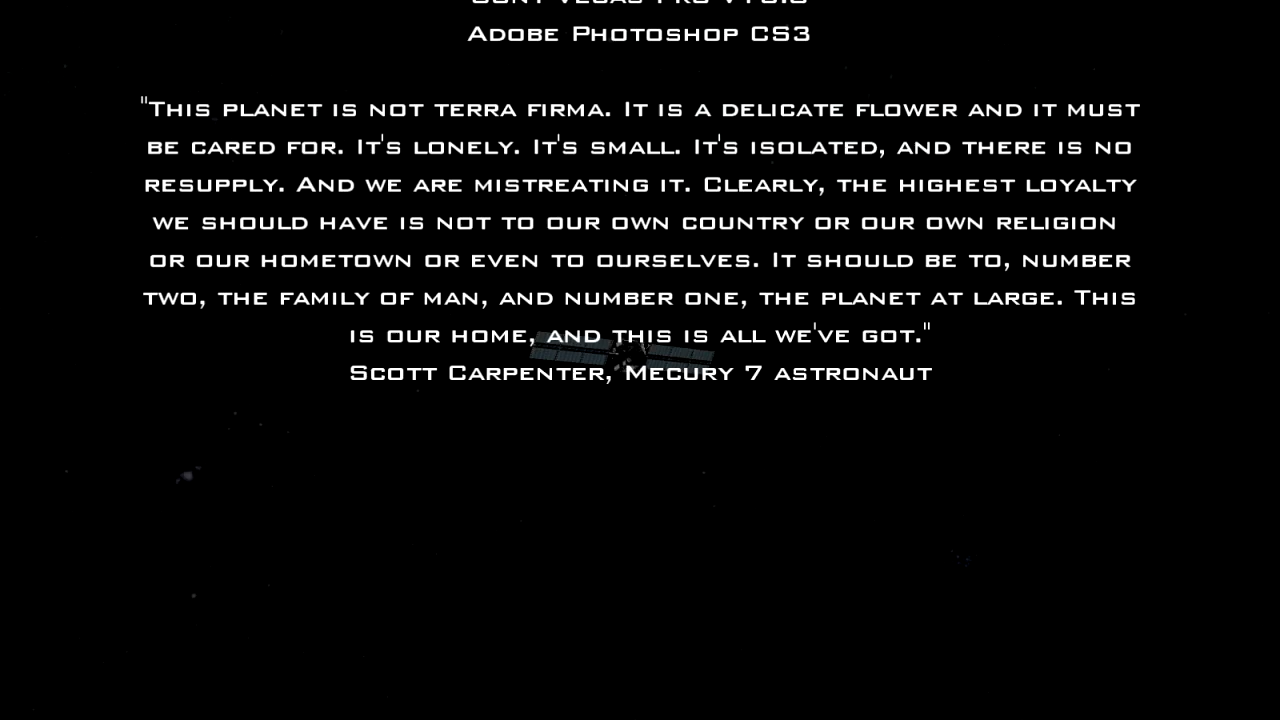 Sony Vegas Pro
Adobe Photoshop CS3
"This planet is not terra firma. It is a delicate flower and it must
be cared for. It's lonely. It's small. It's isolated, and there is no
resupply. And we are mistreating it. Clearly, the highest loyalty
we should have is not to our own country or our own religion
or our hometown or even to ourselves. It should be to, number
two, the family of man, and number one, the planet at large. This
is our home, and this is all we've got."
Scott Carpenter, Mecury 7 astronaut